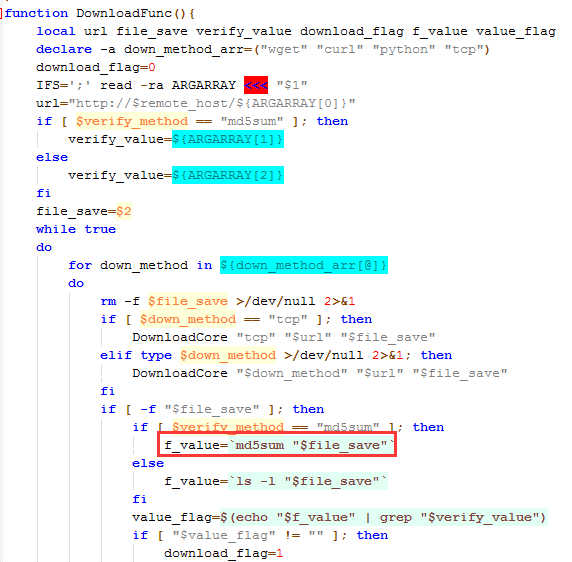 function DownloadFunc(){
local url file_save verify_value download_flag f_value value_flag
declare -a down_method_arr=("wget" "curl" "python" "tcp")
download_flag=0
IFS=';' read -ra ARGARRAY <<< "$1"
url="http://$remote_host/${ARGARRAY[0]}"
if [ $verify_method == "md5sum" ]; then
verify_value=${ARGARRAY[1]}
else
verify_value=${ARGARRAY[2]}
fi
file_save=$2
while true
do
for down_method in ${down_method_arr[@]}
do
rm -f $file_save >/dev/null 2>&1
if [ $down_method == "tcp" ]; then
DownloadCore "tcp" "$url" "$file_save"
elif type $down_method >/dev/null 2>&1; then
DownloadCore "$down_method" "$url" "$file_save"
fi
if [ -f "$file_save" ]; then
if [ $verify_method == "md5sum" ]; then
f_value=`md5sum "$file_save"`
else
f_value=`ls -l "$file_save"`
fi
value_flag=$(echo "$f_value" | grep "$verify_value")
if [ "$value_flag" != "" ]; then
download_flag=1